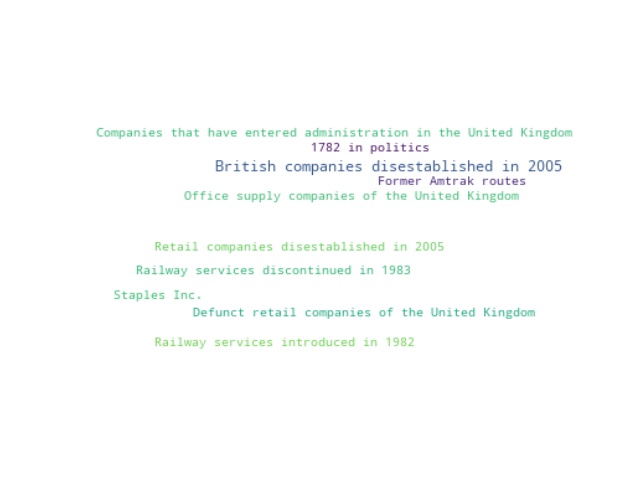 Companies that have entered administration in the United Kingdom
1782 in politics
British companies disestablished in 2005
Former Amtrak routes
Office supply companies of the United Kingdom
Retail companies disestablished in 2005
Railway services discontinued in 1983
Staples Inc.
Defunct retail companies of the United Kingdom
Railway services introduced in 1982